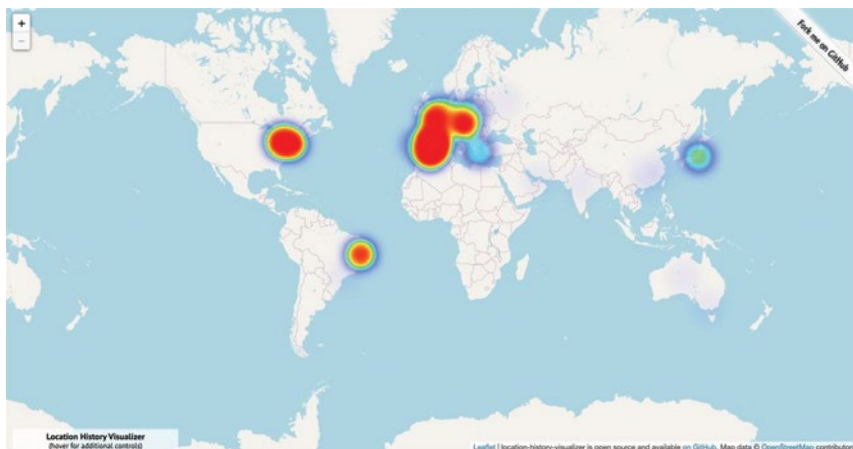 +
−
Fork me on GitHub
Location History Visualizer
(hover for additional controls)
Leaflet | location-history-visualizer is open source and available on GitHub. Map data © OpenStreetMap contributors